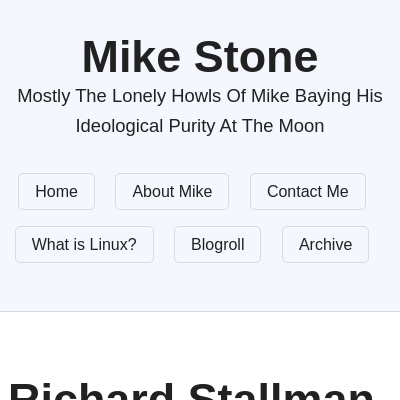 Mike Stone
Mostly The Lonely Howls Of Mike Baying His
Ideological Purity At The Moon
Home
About Mike
Contact Me
What is Linux?
Blogroll
Archive
Richard Stallman